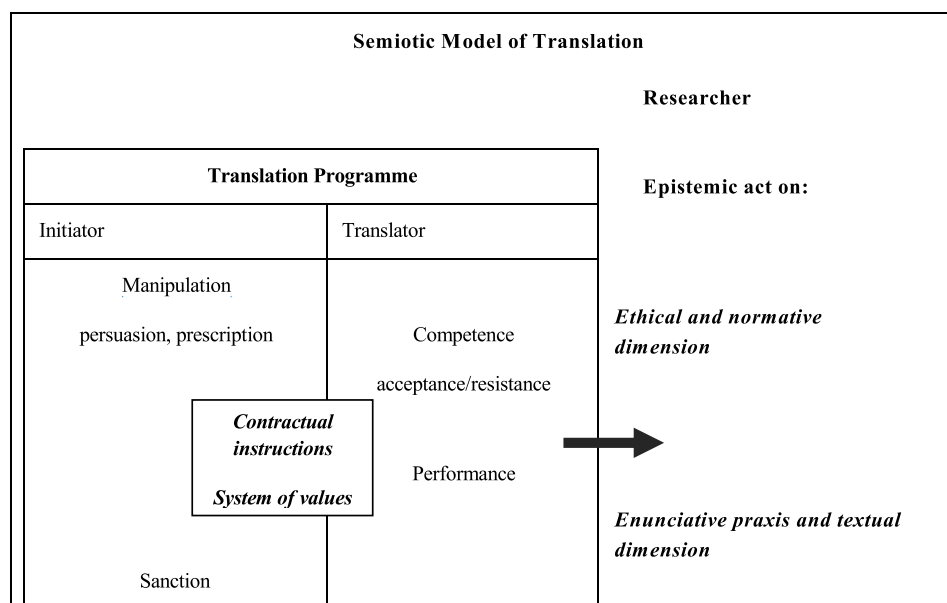 Semiotic Model of Translation
Researcher
Translation Programme
Epistemic act on:
Initiator
Translator
Manipulation
persuasion, prescription
Competence
acceptance/resistance
Contractual
instructions
System of values
Performance
Sanction
Ethical and normative
dimension
Enunciative praxis and textual
dimension